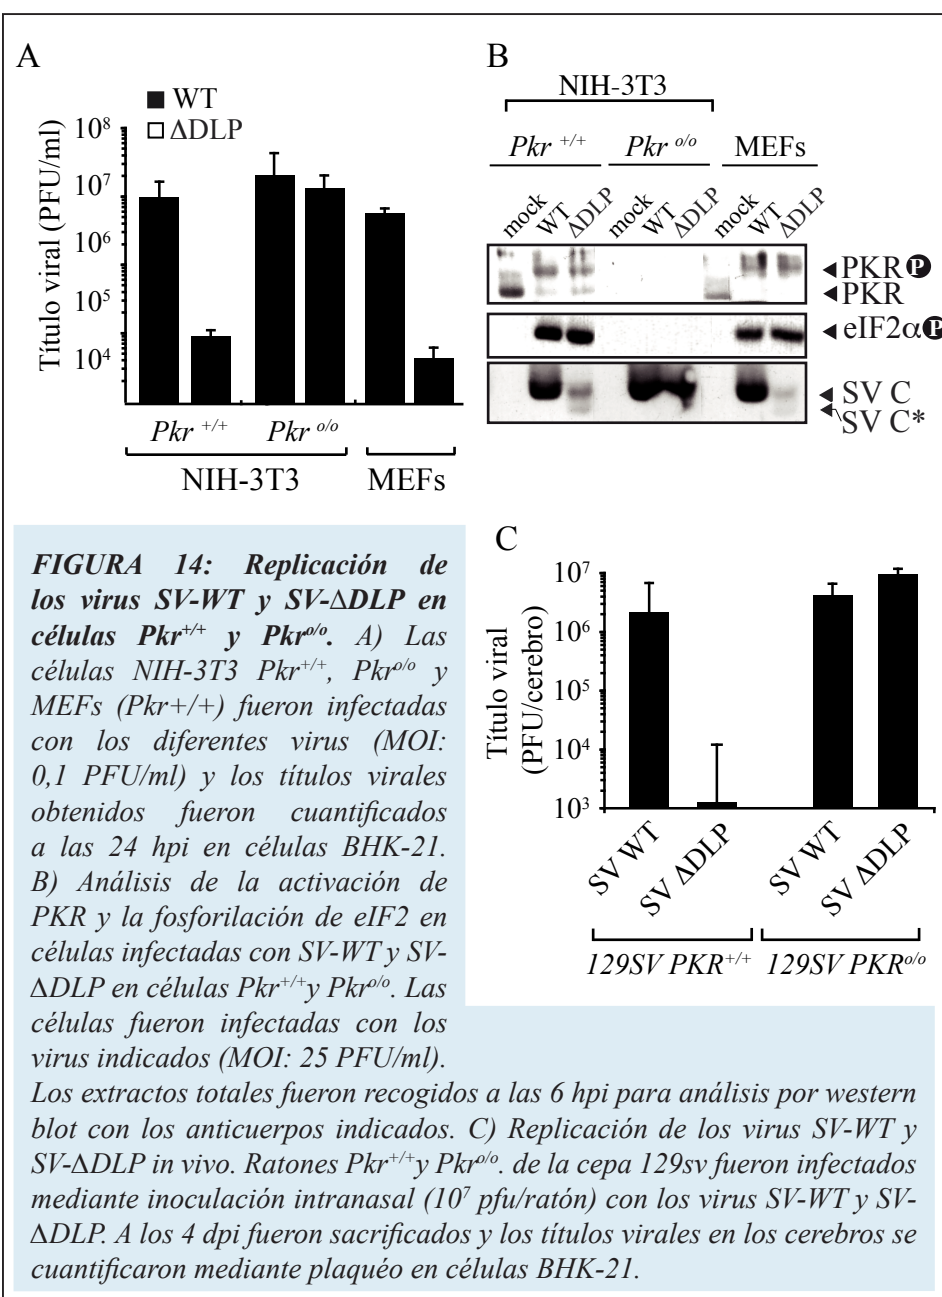 A
WT
ΔDLP
Título viral (PFU/ml)
10⁸
10⁷
10⁶
10⁵
10⁴
Pkr +/+
Pkr o/o
NIH-3T3
MEFs
B
NIH-3T3
Pkr +/+
Pkr o/o
MEFs
mock
WT
ΔDLP
mock
WT
ΔDLP
mock
WT
ΔDLP
PKR P
PKR
eIF2α P
SV C
SV C*
FIGURA 14: Replicación de
los virus SV-WT y SV-ΔDLP en
células Pkr+/+ y Pkro/o. A) Las
células NIH-3T3 Pkr+/+, Pkro/o y
MEFs (Pkr+/+) fueron infectadas
con los diferentes virus (MOI:
0,1 PFU/ml) y los títulos virales
obtenidos fueron cuantificados
a las 24 hpi en células BHK-21.
B) Análisis de la activación de
PKR y la fosforilación de eIF2 en
células infectadas con SV-WT y SV-
ΔDLP en células Pkr+/+y Pkro/o. Las
células fueron infectadas con los
virus indicados (MOI: 25 PFU/ml).
Los extractos totales fueron recogidos a las 6 hpi para análisis por western
blot con los anticuerpos indicados. C) Replicación de los virus SV-WT y
SV-ΔDLP in vivo. Ratones Pkr+/+y Pkro/o. de la cepa 129sv fueron infectados
mediante inoculación intranasal (10⁷ pfu/ratón) con los virus SV-WT y SV-
ΔDLP. A los 4 dpi fueron sacrificados y los títulos virales en los cerebros se
cuantificaron mediante plaquéo en células BHK-21.
C
Título viral
(PFU/cerebro)
10⁷
10⁶
10⁵
10⁴
10³
SV WT
SV ΔDLP
SV WT
SV ΔDLP
129SV PKR+/+
129SV PKRo/o